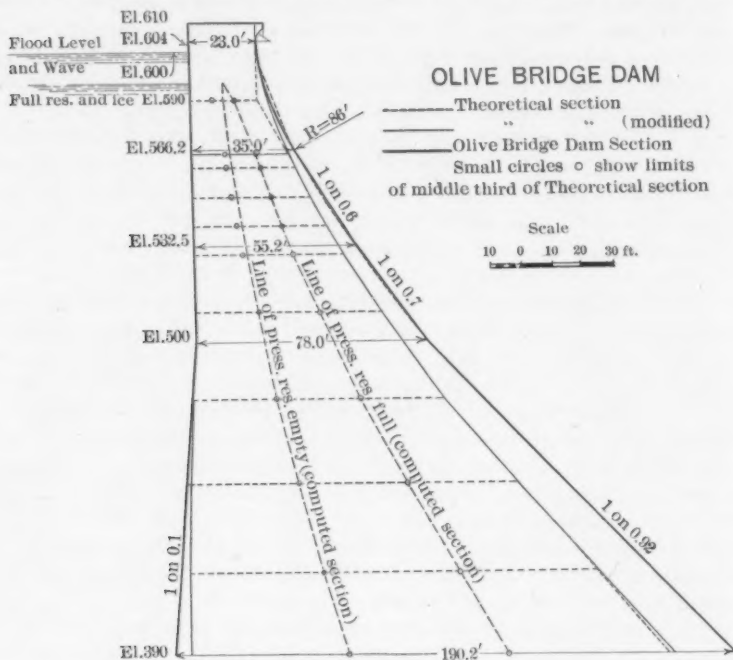 El.610
Flood Level El.604
and Wave El.600
Full res. and ice El.590
23.0'
R=86'
El.566.2
35.0'
1 on 0.6
El.532.5
55.2'
1 on 0.7
El.500
78.0'
Line of press. res. empty (computed section)
Line of press. res. full (computed section)
1 on 0.1
1 on 0.92
El.390
190.2'
OLIVE BRIDGE DAM
Theoretical section
" " (modified)
Olive Bridge Dam Section
Small circles o show limits
of middle third of Theoretical section
Scale
10 0 10 20 30 ft.